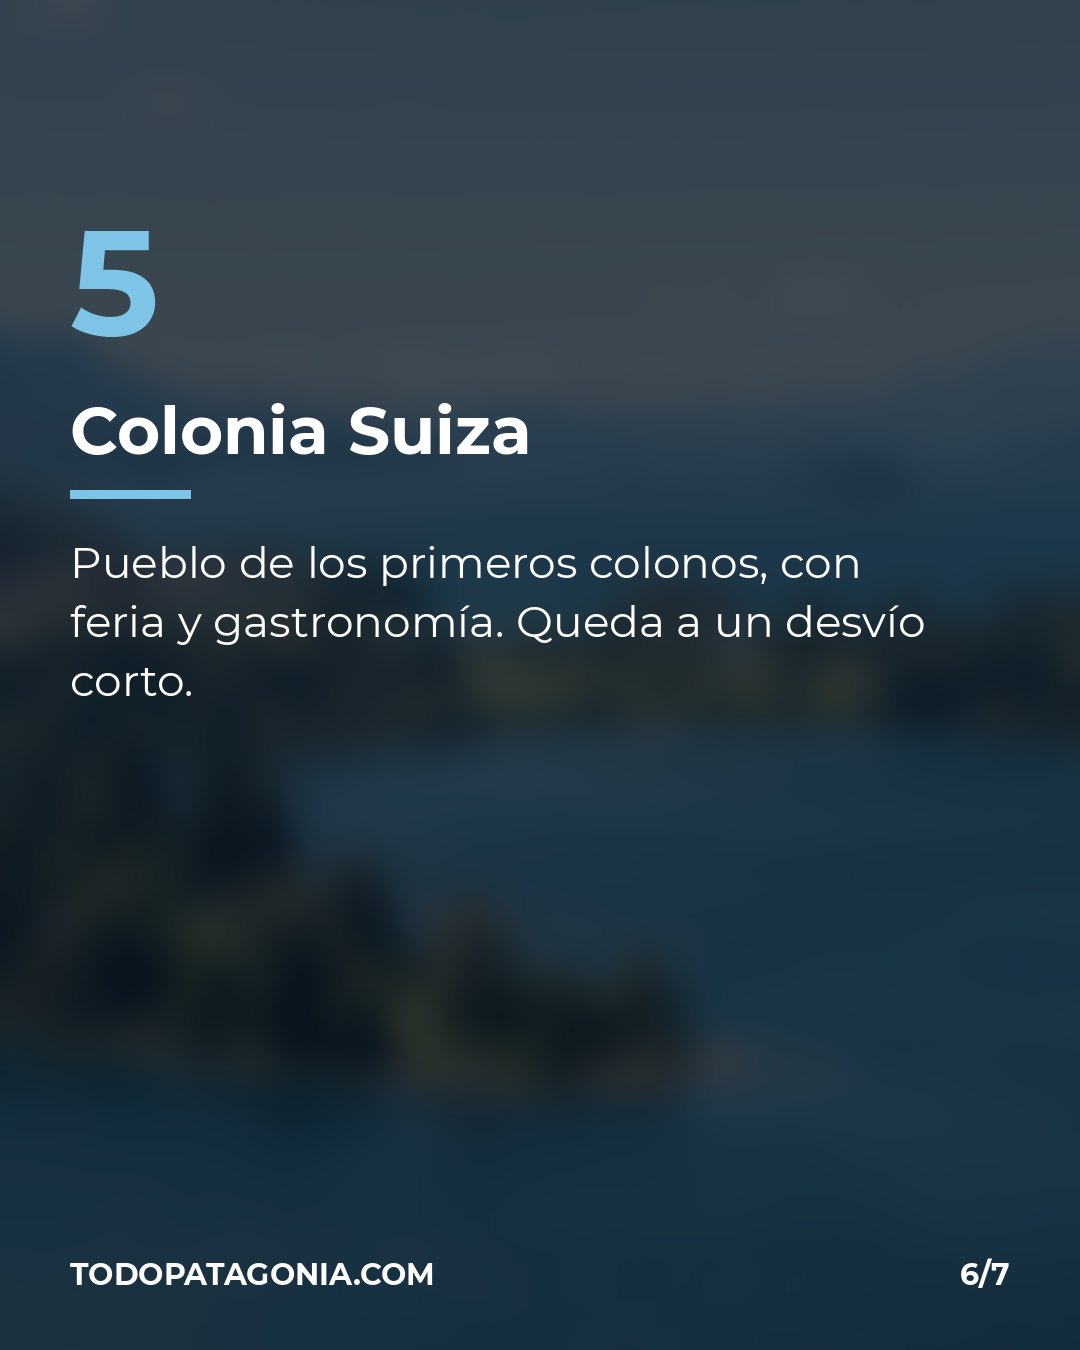 5
Colonia Suiza
Pueblo de los primeros colonos, con
feria y gastronomía. Queda a un desvío
corto.
TODOPATAGONIA.COM
6/7